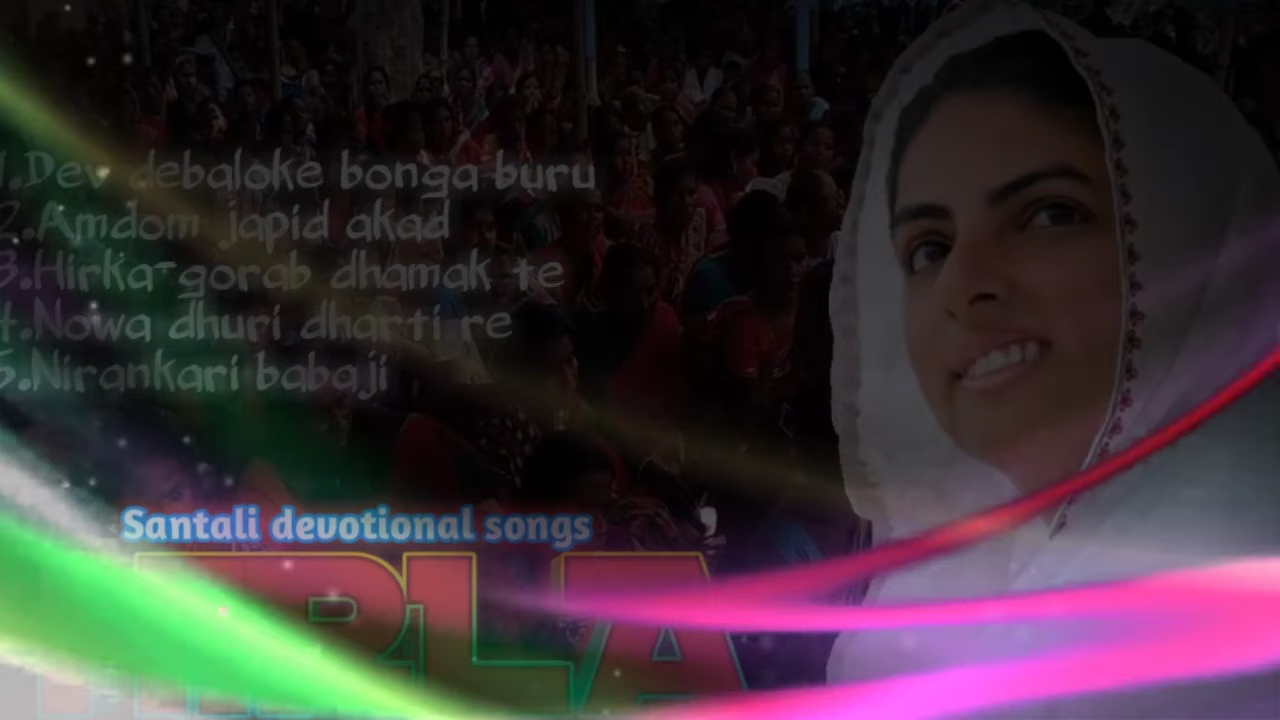 1.Dev debaloke bonga buru
2.Amdom japid akad
3.Hirka-gorab dhamak te
4.Nowa dhuri dharti re
5.Nirankari babaji
Santali devotional songs